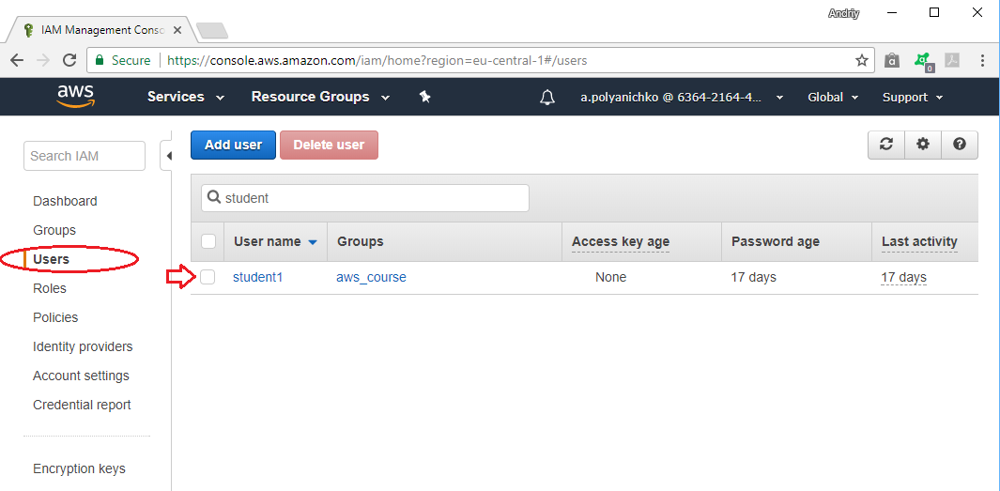 Andriy
IAM Management Conso
Secure https://console.aws.amazon.com/iam/home?region=eu-central-1#/users
0
aws Services Resource Groups a.polyanichko @ 6364-2164-4... Global Support
Search IAM
Dashboard
Groups
Users
Roles
Policies
Identity providers
Account settings
Credential report
Encryption keys
Add user Delete user
student
User name Groups Access key age Password age Last activity
student1 aws_course None 17 days 17 days